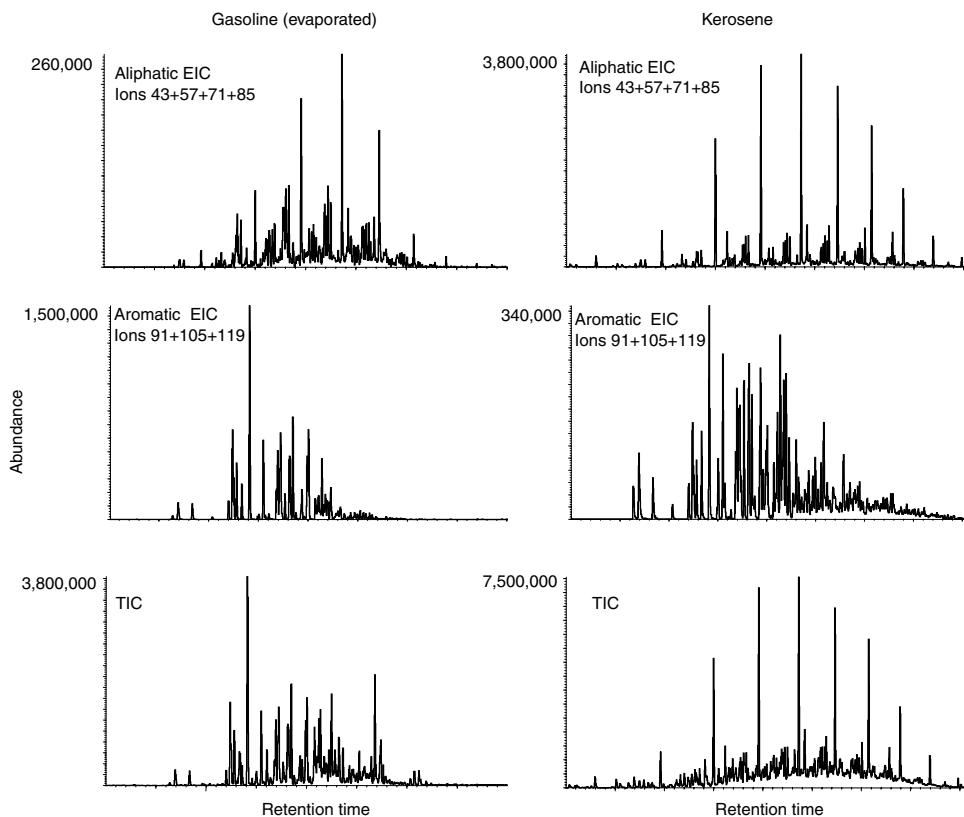 Gasoline (evaporated)
Kerosene
260,000
Aliphatic EIC
Ions 43+57+71+85
3,800,000
Aliphatic EIC
Ions 43+57+71+85
1,500,000
Aromatic EIC
Ions 91+105+119
340,000
Aromatic EIC
Ions 91+105+119
Abundance
3,800,000
TIC
7,500,000
TIC
Retention time
Retention time